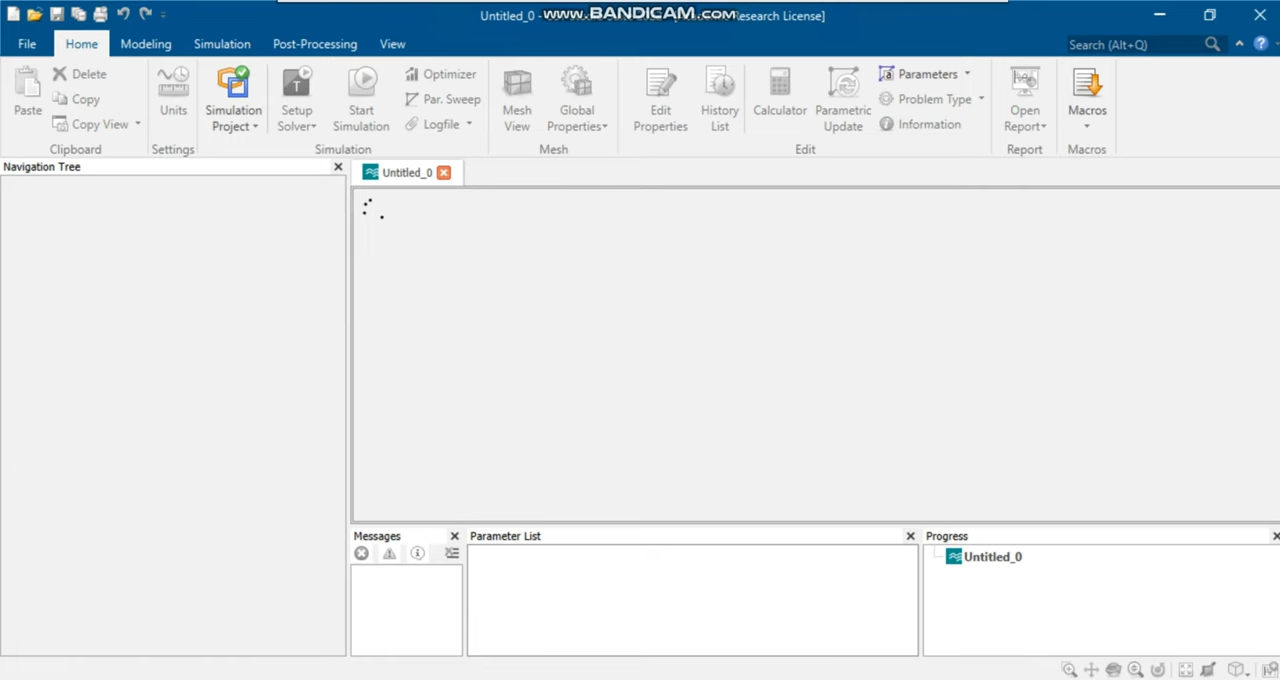 Untitled_0 - www.BANDICAM.com Research License]
File Home Modeling Simulation Post-Processing View Search (Alt+Q)
Paste
Delete
Copy
Copy View
Clipboard
Units
Settings
Simulation
Project
Setup
Solver
Start
Simulation
Optimizer
Par. Sweep
Logfile
Simulation
Mesh
View
Global
Properties
Mesh
Edit
Properties
History
List
Calculator
Parametric
Update
Parameters
Problem Type
Information
Edit
Open
Report
Report
Macros
Macros
Navigation Tree
Untitled_0
Messages
Parameter List
Progress
Untitled_0